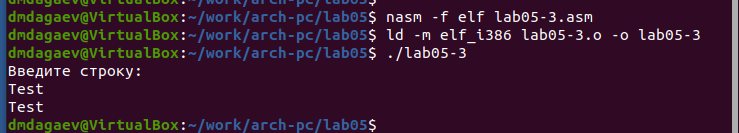 dmdagaev@VirtualBox:~/work/arch-pc/lab05$ nasm -f elf lab05-3.asm
dmdagaev@VirtualBox:~/work/arch-pc/lab05$ ld -m elf_i386 lab05-3.o -o lab05-3
dmdagaev@VirtualBox:~/work/arch-pc/lab05$ ./lab05-3
Введите строку:
Test
Test
dmdagaev@VirtualBox:~/work/arch-pc/lab05$